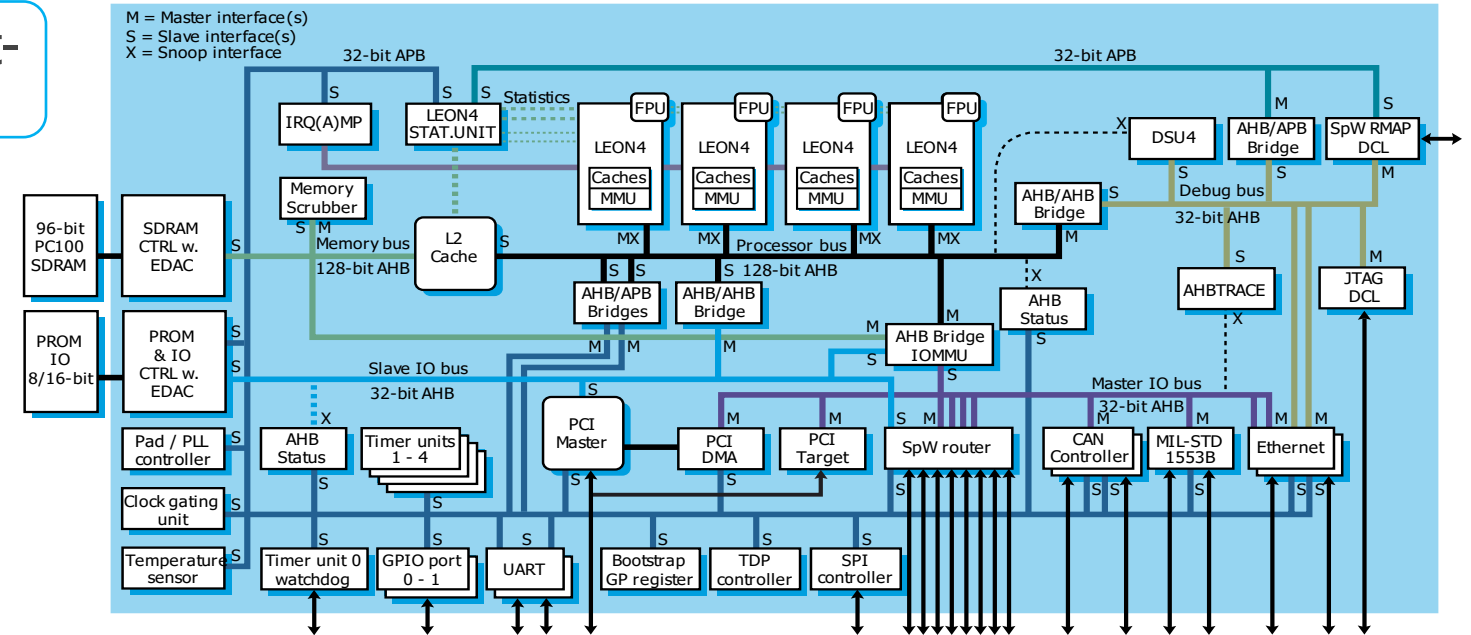 M = Master interface(s)
S = Slave interface(s)
X = Snoop interface
32-bit APB
32-bit APB
S
S
S
Statistics
FPU
FPU
FPU
FPU
M
S
IRQ(A)MP
LEON4
STAT.UNIT
LEON4
LEON4
LEON4
LEON4
X
DSU4
AHB/APB
Bridge
SpW RMAP
DCL
Caches
MMU
Caches
MMU
Caches
MMU
Caches
MMU
S
S
M
Memory
Scrubber
AHB/AHB
Bridge
S
Debug bus
32-bit AHB
96-bit
PC100
SDRAM
SDRAM
CTRL w.
EDAC
S
S
M
Memory bus
128-bit AHB
L2
Cache
S
MX
MX
MX
MX
Processor bus
M
S
S
S
128-bit AHB
X
S
M
AHB/APB
Bridges
AHB/AHB
Bridge
AHB
Status
AHBTRACE
JTAG
DCL
PROM
IO
8/16-bit
PROM
& IO
CTRL w.
EDAC
S
S
M
M
M
M
M
S
AHB Bridge
IOMMU
S
S
X
Slave IO bus
32-bit AHB
S
Master IO bus
32-bit AHB
X
M
M
S
M
M
M
M
M
Pad / PLL
controller
S
AHB
Status
Timer units
1 - 4
PCI
Master
PCI
DMA
PCI
Target
SpW router
CAN
Controller
MIL-STD
1553B
Ethernet
S
S
S
S
S
S
S
S
S
S
Clock gating
unit
S
S
S
S
S
S
S
Temperature
sensor
S
Timer unit 0
watchdog
GPIO port
0 - 1
UART
Bootstrap
GP register
TDP
controller
SPI
controller